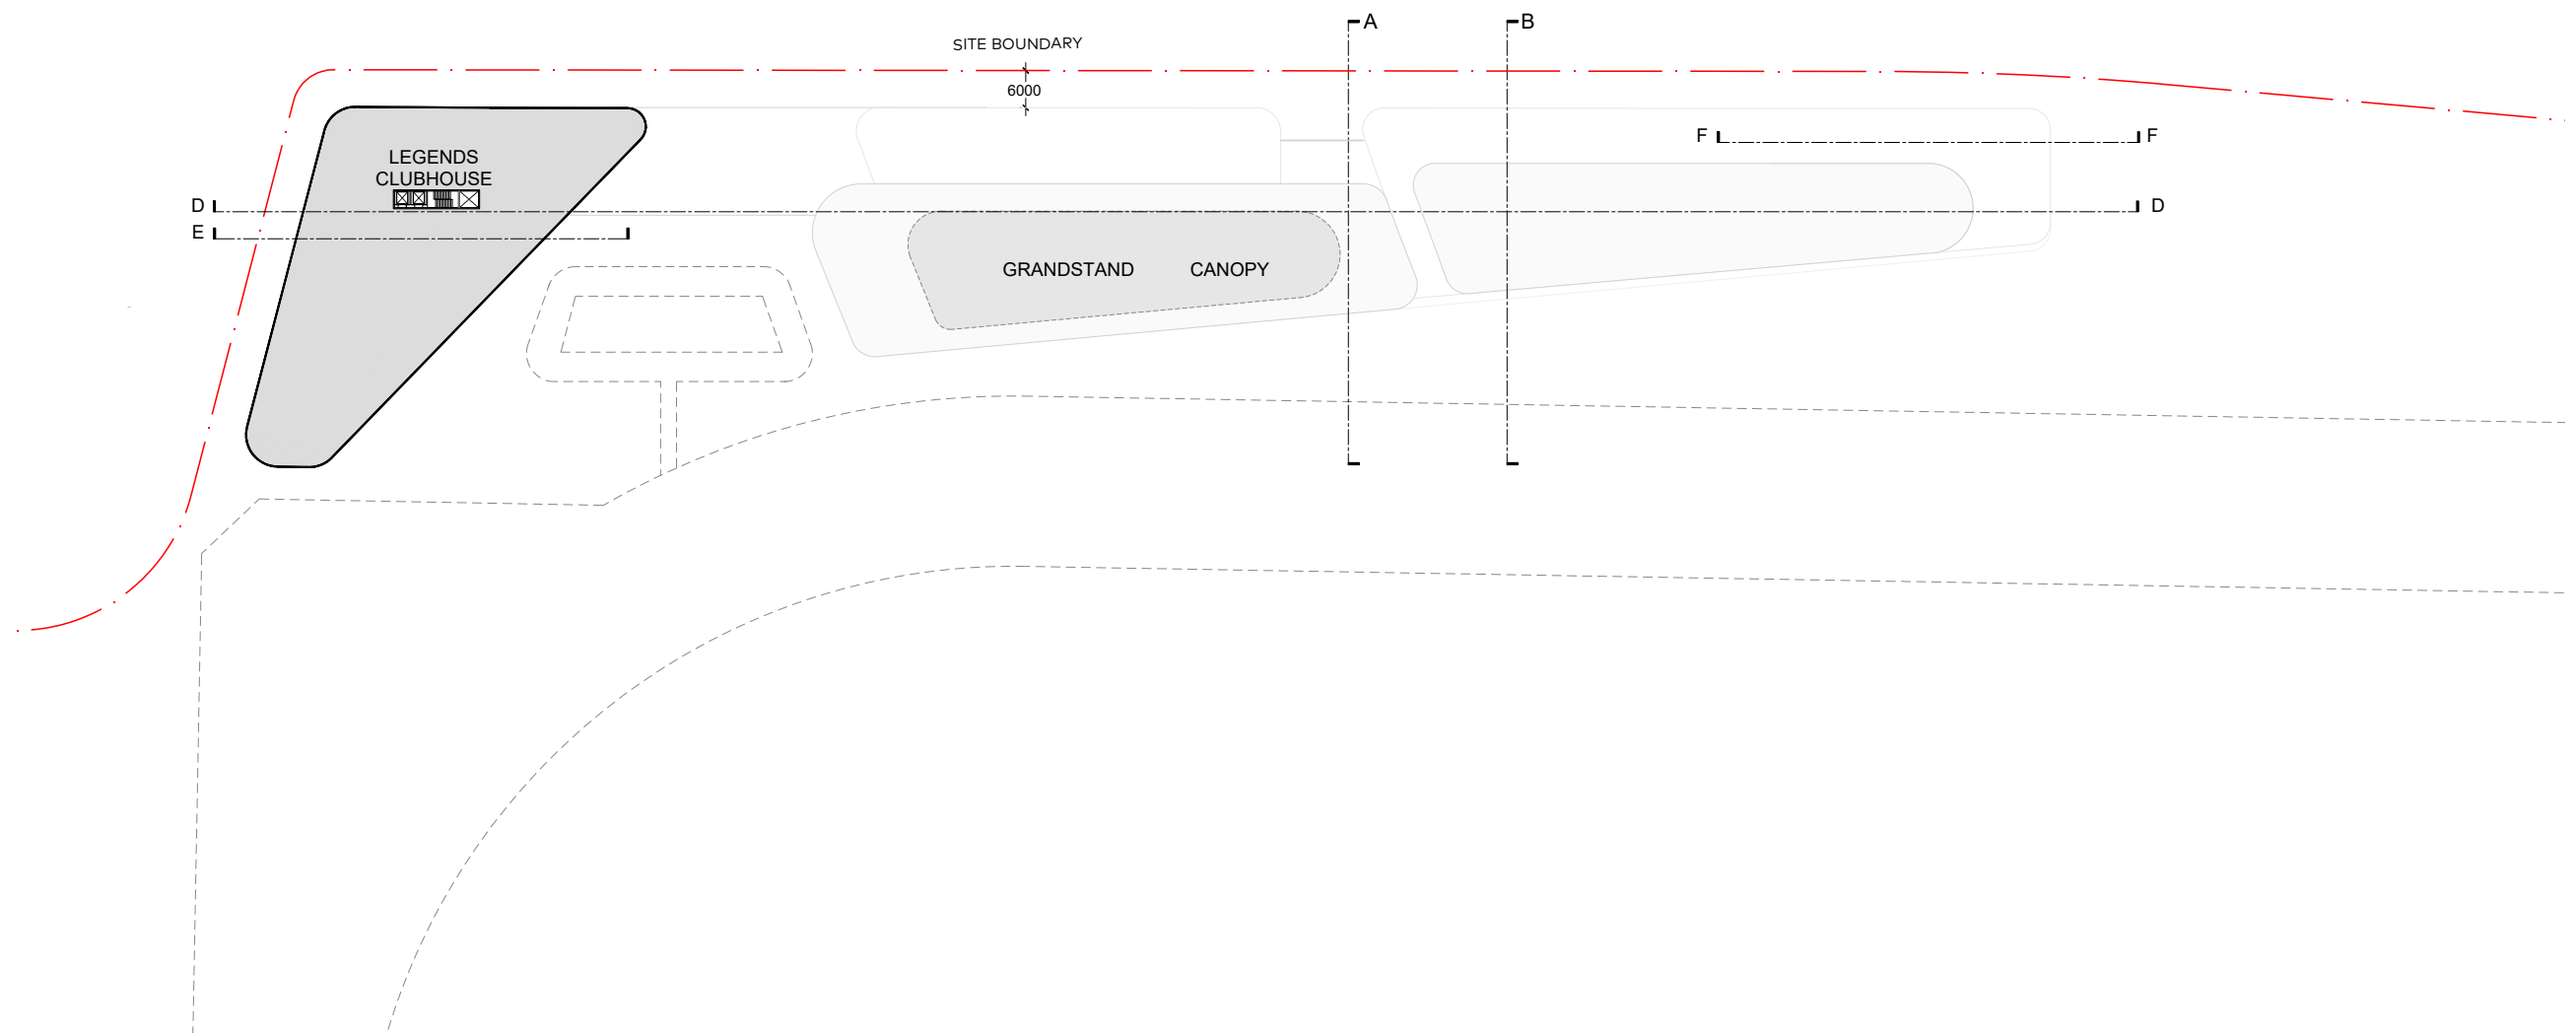 A
B
SITE BOUNDARY
6000
F
F
LEGENDS
CLUBHOUSE
D
D
E
GRANDSTAND CANOPY